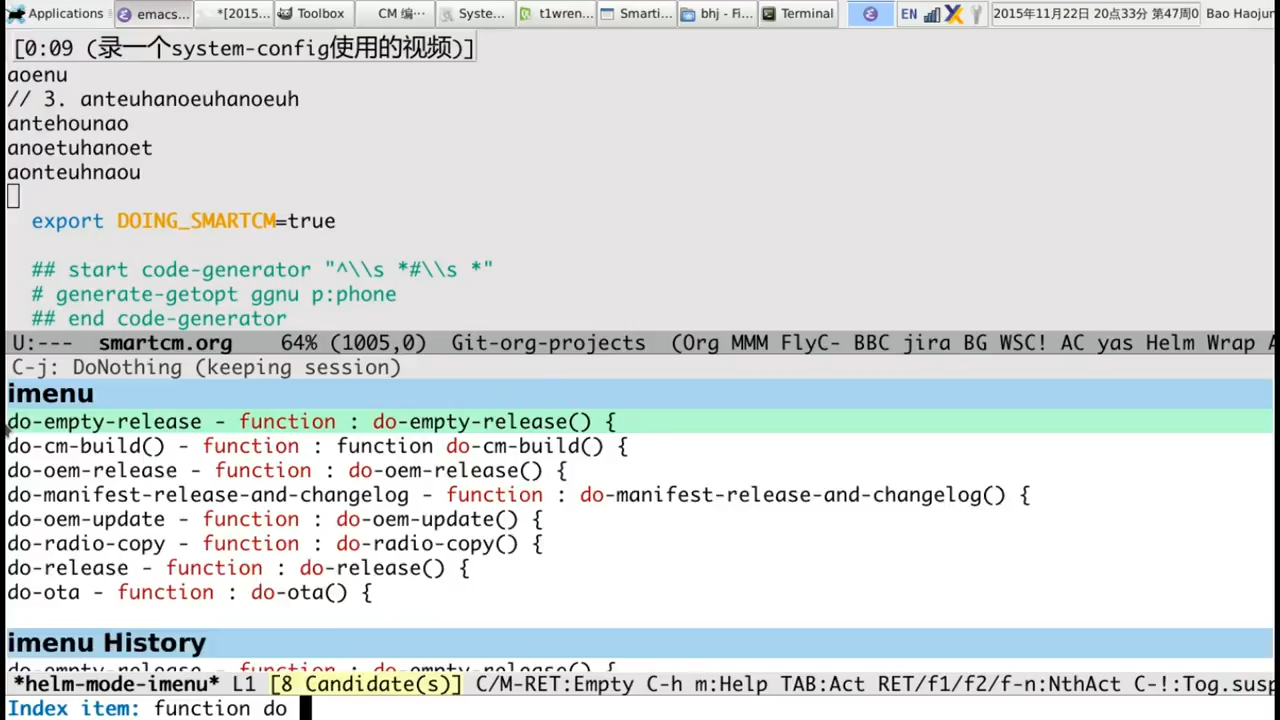 Applications emacs... *[2015... Toolbox CM 编... Syste... t1wren... Smarti... bhj - Fi... Terminal EN 2015年11月22日 20点33分 第47周0 Bao Haojun
[0:09 (录一个system-config使用的视频)]
aoenu
// 3. anteuhanoeuhanoeuh
antehounao
anoetuhanoet
aonteuhnaou
export DOING_SMARTCM=true
## start code-generator "^\\s *#\\s *"
# generate-getopt ggnu p:phone
## end code-generator
U:--- smartcm.org 64% (1005,0) Git-org-projects (Org MMM FlyC- BBC jira BG WSC! AC yas Helm Wrap A
C-j: DoNothing (keeping session)
imenu
do-empty-release - function : do-empty-release() {
do-cm-build() - function : function do-cm-build() {
do-oem-release - function : do-oem-release() {
do-manifest-release-and-changelog - function : do-manifest-release-and-changelog() {
do-oem-update - function : do-oem-update() {
do-radio-copy - function : do-radio-copy() {
do-release - function : do-release() {
do-ota - function : do-ota() {
imenu History
do-empty-release - function : do-empty-release() {
*helm-mode-imenu* L1 [8 Candidate(s)] C/M-RET:Empty C-h m:Help TAB:Act RET/f1/f2/f-n:NthAct C-!:Tog.susp
Index item: function do